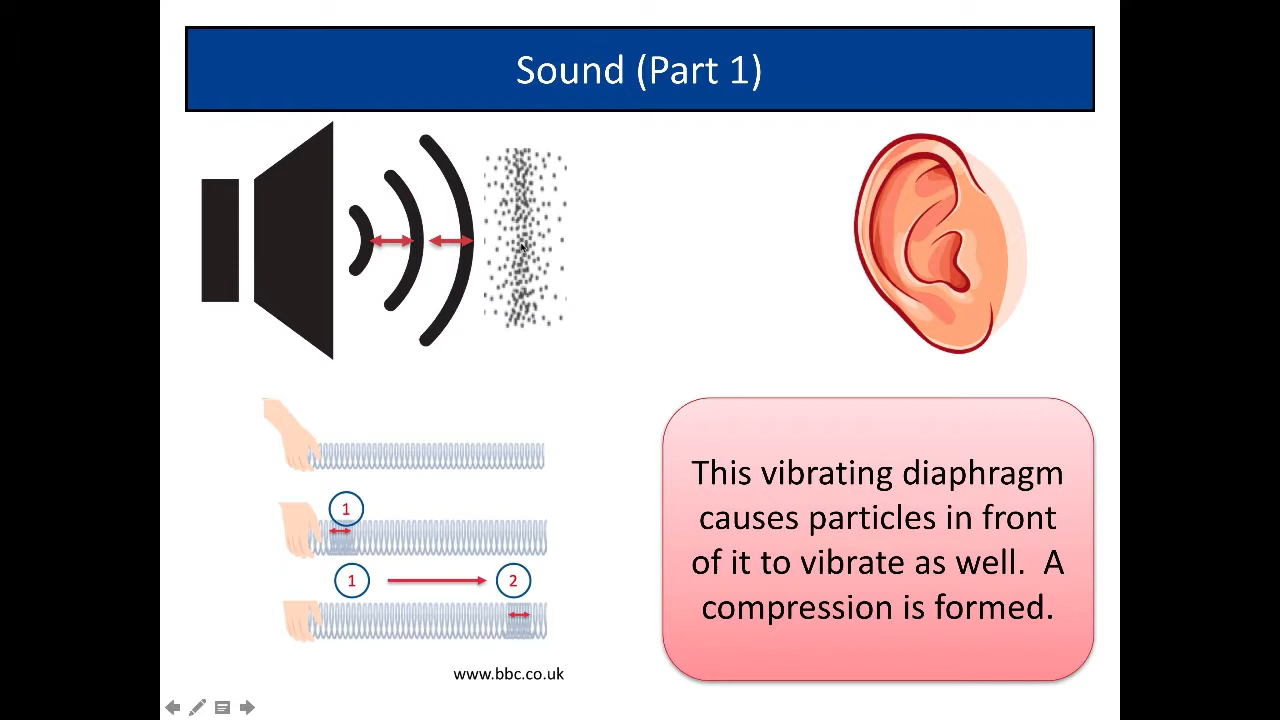 Sound (Part 1)
1
1
2
www.bbc.co.uk
This vibrating diaphragm
causes particles in front
of it to vibrate as well.  A
compression is formed.